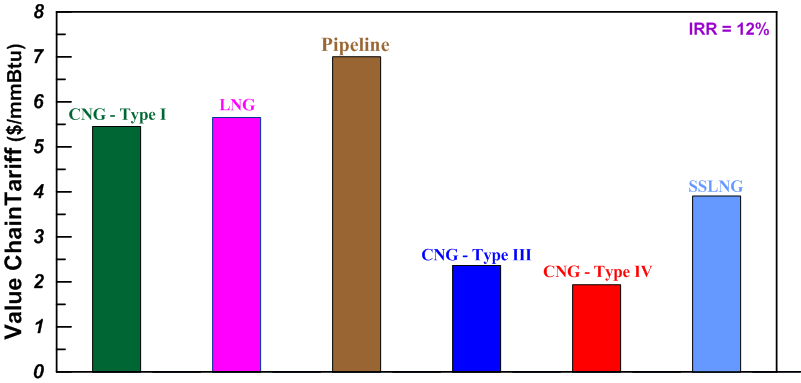 8
IRR = 12%
7
Pipeline
6
CNG - Type I
LNG
5
4
SSLNG
3
CNG - Type III
CNG - Type IV
2
1
0
Value ChainTariff ($/mmBtu)